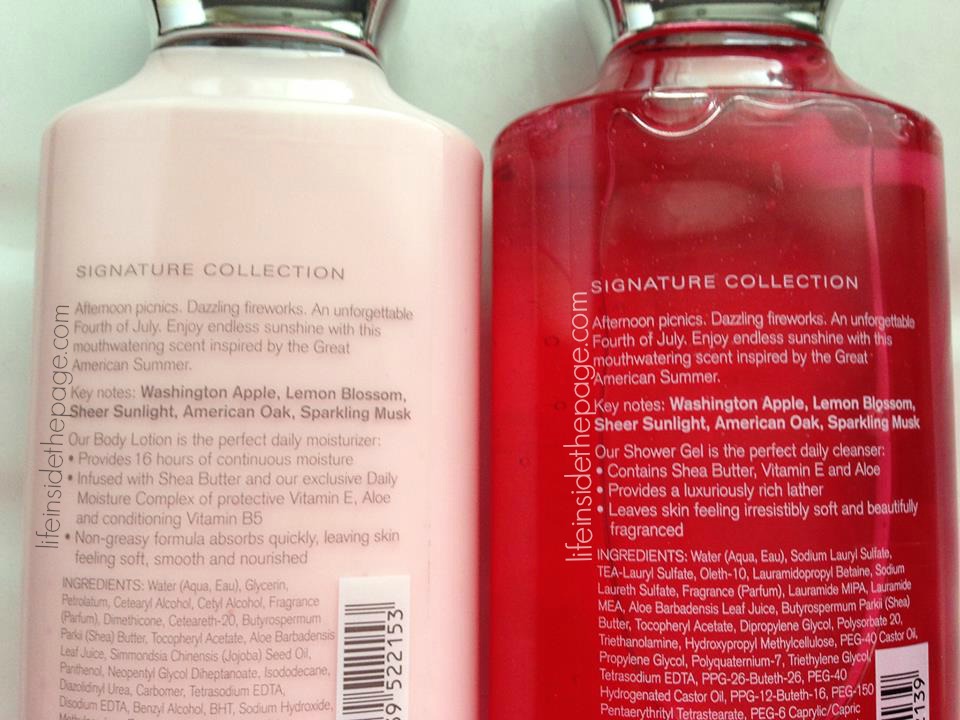 SIGNATURE COLLECTION
Afternoon picnics. Dazzling fireworks. An unforgettable
Fourth of July. Enjoy endless sunshine with this
mouthwatering scent inspired by the Great
American Summer.
Key notes: Washington Apple, Lemon Blossom,
Sheer Sunlight, American Oak, Sparkling Musk
Our Body Lotion is the perfect daily moisturizer:
• Provides 16 hours of continuous moisture
• Infused with Shea Butter and our exclusive Daily
Moisture Complex of protective Vitamin E, Aloe
and conditioning Vitamin B5
• Non-greasy formula absorbs quickly, leaving skin
feeling soft, smooth and nourished
INGREDIENTS: Water (Aqua, Eau), Glycerin,
Petrolatum, Cetearyl Alcohol, Cetyl Alcohol, Fragrance
(Parfum), Dimethicone, Ceteareth-20, Butyrospermum
Parkii (Shea) Butter, Tocopheryl Acetate, Aloe Barbadensis
Leaf Juice, Simmondsia Chinensis (Jojoba) Seed Oil,
Panthenol, Neopentyl Glycol Diheptanoate, Isododecane,
Diazolidinyl Urea, Carbomer, Tetrasodium EDTA,
Disodium EDTA, Benzyl Alcohol, BHT, Sodium Hydroxide,
522153
lifeinsidethepage.com
SIGNATURE COLLECTION
Afternoon picnics. Dazzling fireworks. An unforgettable
Fourth of July. Enjoy endless sunshine with this
mouthwatering scent inspired by the Great
American Summer.
Key notes: Washington Apple, Lemon Blossom,
Sheer Sunlight, American Oak, Sparkling Musk
Our Shower Gel is the perfect daily cleanser:
• Contains Shea Butter, Vitamin E and Aloe
• Provides a luxuriously rich lather
• Leaves skin feeling irresistibly soft and beautifully
fragranced
INGREDIENTS: Water (Aqua, Eau), Sodium Lauryl Sulfate,
TEA-Lauryl Sulfate, Oleth-10, Lauramidopropyl Betaine, Sodium
Laureth Sulfate, Fragrance (Parfum), Lauramide MIPA, Lauramide
MEA, Aloe Barbadensis Leaf Juice, Butyrospermum Parkii (Shea)
Butter, Tocopheryl Acetate, Dipropylene Glycol, Polysorbate 20,
Triethanolamine, Hydroxypropyl Methylcellulose, PEG-40 Castor Oil,
Propylene Glycol, Polyquaternium-7, Triethylene Glycol,
Tetrasodium EDTA, PPG-26-Buteth-26, PEG-40
Hydrogenated Castor Oil, PPG-12-Buteth-16, PEG-150
Pentaerythrityl Tetrastearate, PEG-6 Caprylic/Capric
2139
lifeinsidethepage.com